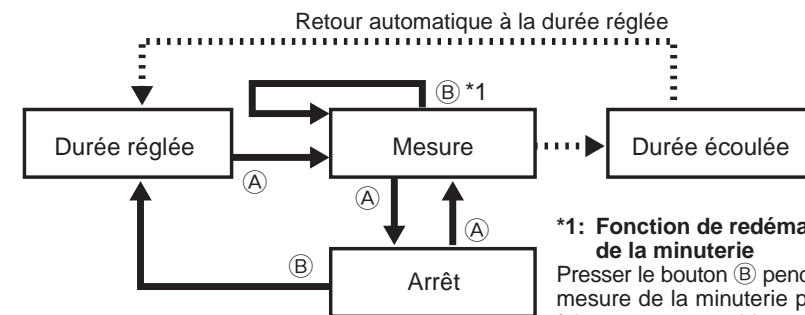 Retour automatique à la durée réglée
Ⓑ *1
Durée réglée
Mesure
Durée écoulée
Ⓐ
Ⓐ
Ⓐ
Ⓑ
Arrêt
*1: Fonction de redéma
de la minuterie
Presser le bouton Ⓑ pend
mesure de la minuterie p